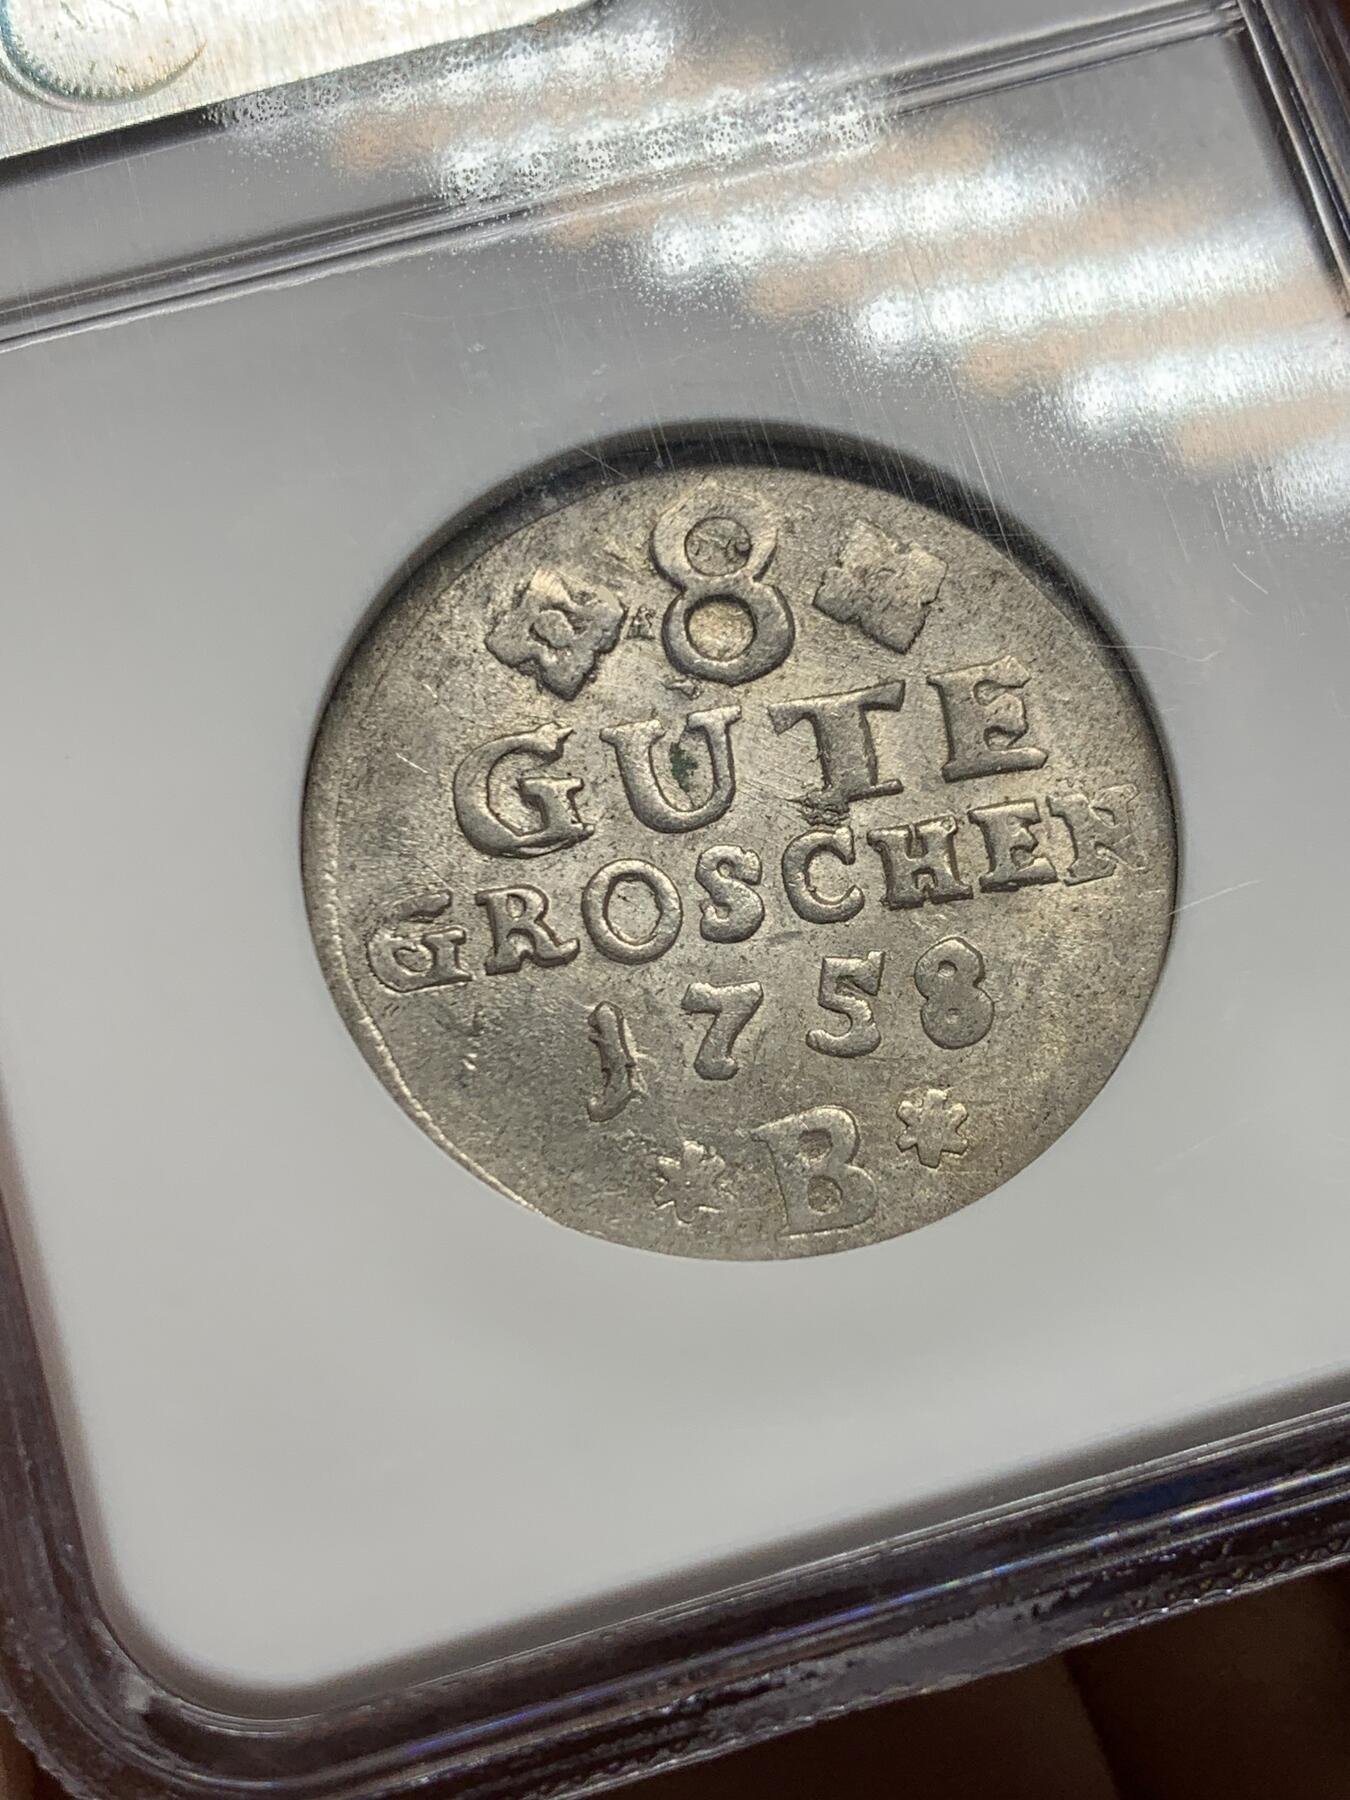 8
GUTE
GROSCHEN
1758
* B *